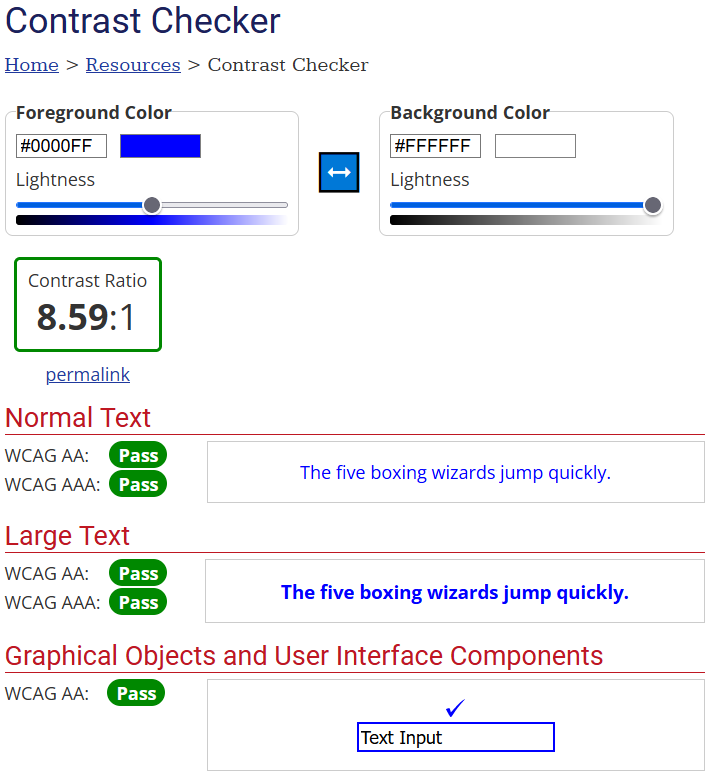 Contrast Checker
Home > Resources > Contrast Checker
Foreground Color
#0000FF
Lightness
Background Color
#FFFFFF
Lightness
Contrast Ratio
8.59:1
permalink
Normal Text
WCAG AA: Pass
WCAG AAA: Pass
The five boxing wizards jump quickly.
Large Text
WCAG AA: Pass
WCAG AAA: Pass
The five boxing wizards jump quickly.
Graphical Objects and User Interface Components
WCAG AA: Pass
Text Input